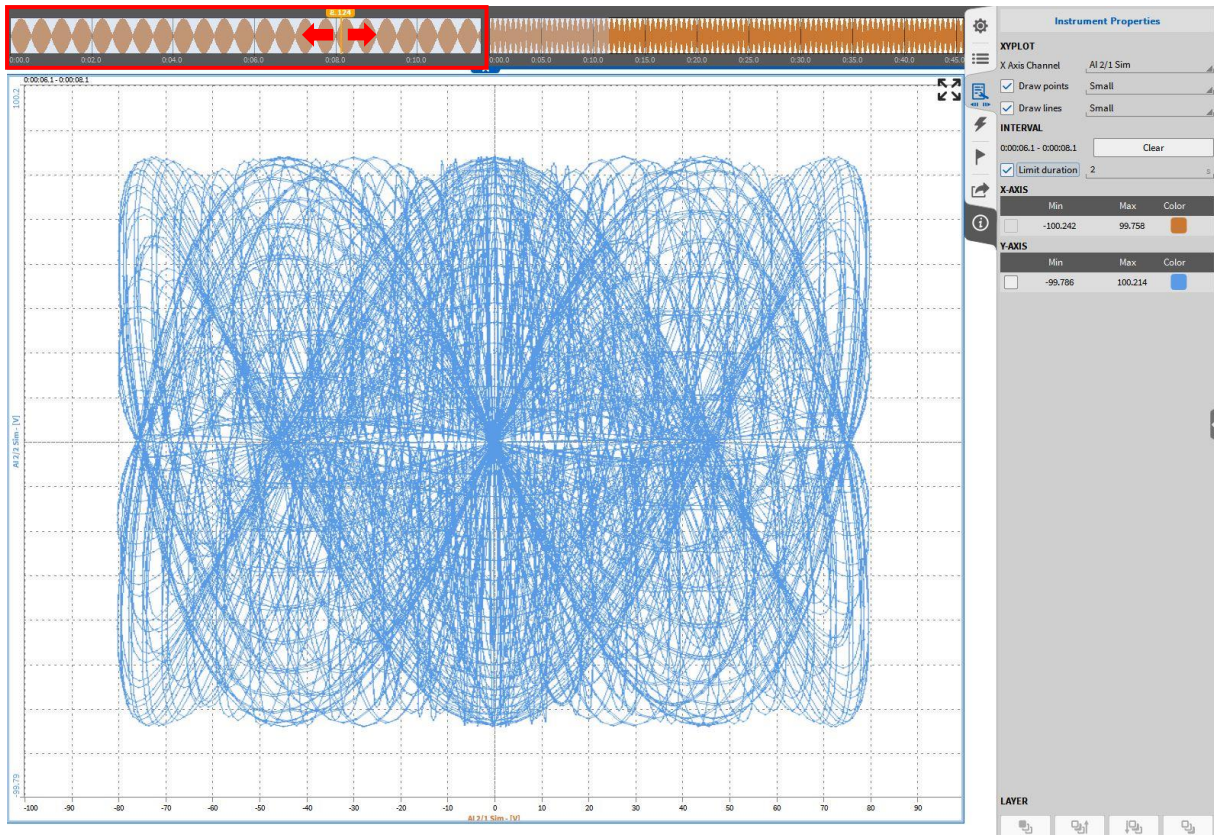 8.124
0:00.0 0:02.0 0:04.0 0:06.0 0:08.0 0:10.0 0:00.0 0:05.0 0:10.0 0:15.0 0:20.0 0:25.0 0:30.0 0:35.0 0:40.0 0:45.0
0:00:06.1 - 0:00:08.1
100.2
AI 2/2 Sim - [V]
-99.79
-100 -90 -80 -70 -60 -50 -40 -30 -20 -10 0 10 20 30 40 50 60 70 80 90
AI 2/1 Sim - [V]
Instrument Properties
XYPLOT
X Axis Channel AI 2/1 Sim
Draw points Small
Draw lines Small
INTERVAL
0:00:06.1 - 0:00:08.1 Clear
Limit duration 2 s
X-AXIS
Min Max Color
-100.242 99.758
Y-AXIS
Min Max Color
-99.786 100.214
LAYER